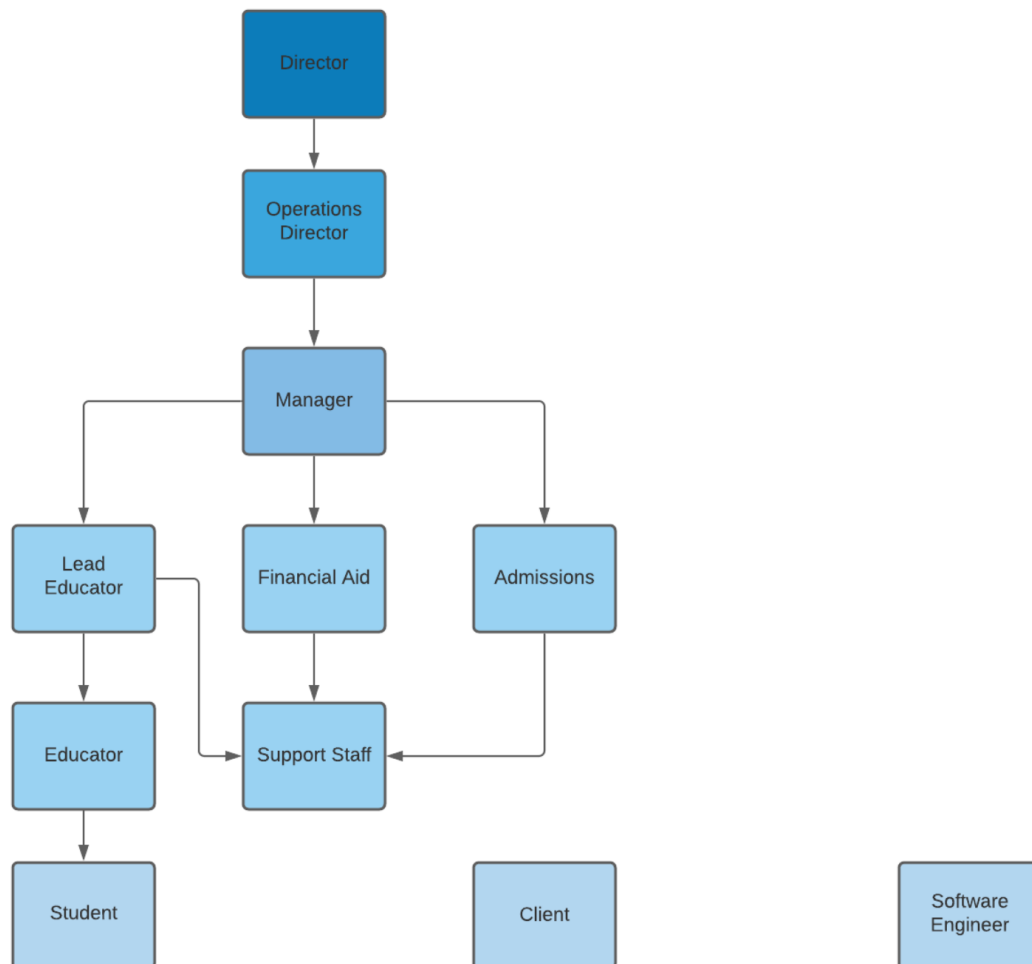 Director
Operations
Director
Manager
Lead
Educator
Financial Aid
Admissions
Educator
Support Staff
Student
Client
Software
Engineer